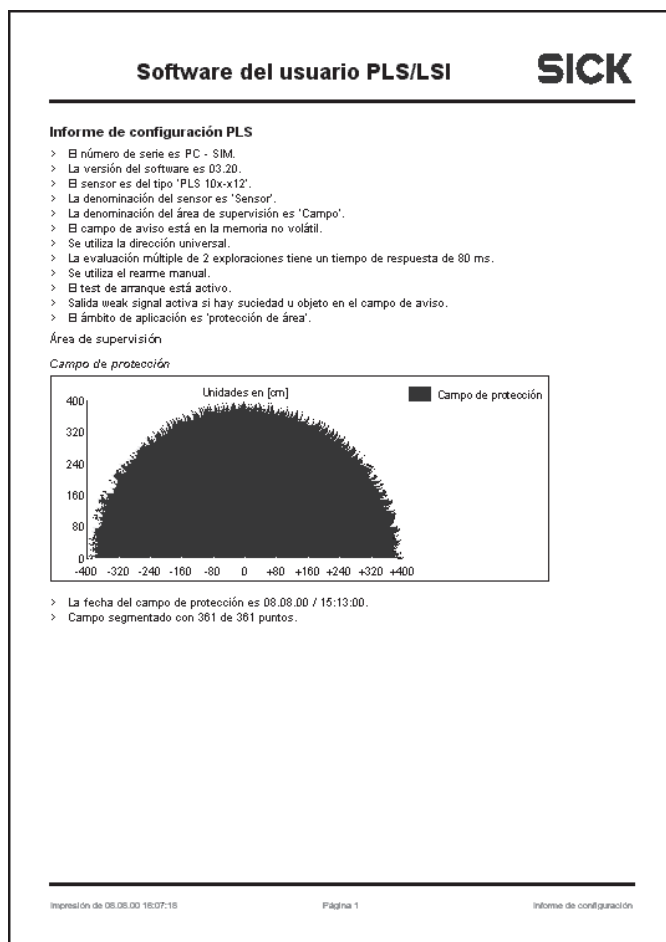 Software del usuario PLS/LSI
SICK
Informe de configuración PLS
> El número de serie es PC - SIM.
> La versión del software es 03.20.
> El sensor es del tipo 'PLS 10x-x12'.
> La denominación del sensor es 'Sensor'.
> La denominación del área de supervisión es 'Campo'.
> El campo de aviso está en la memoria no volátil.
> Se utiliza la dirección universal.
> La evaluación múltiple de 2 exploraciones tiene un tiempo de respuesta de 80 ms.
> Se utiliza el rearme manual.
> El test de arranque está activo.
> Salida weak signal activa si hay suciedad u objeto en el campo de aviso.
> El ámbito de aplicación es 'protección de área'.
Área de supervisión
Campo de protección
Unidades en [cm]
Campo de protección
400
320
240
160
80
0
-400 -320 -240 -160 -80 0 +80 +160 +240 +320 +400
> La fecha del campo de protección es 08.08.00 / 15:13:00.
> Campo segmentado con 361 de 361 puntos.
Impresión de 08.08.00 16:07:16 Página 1 Informe de configuración